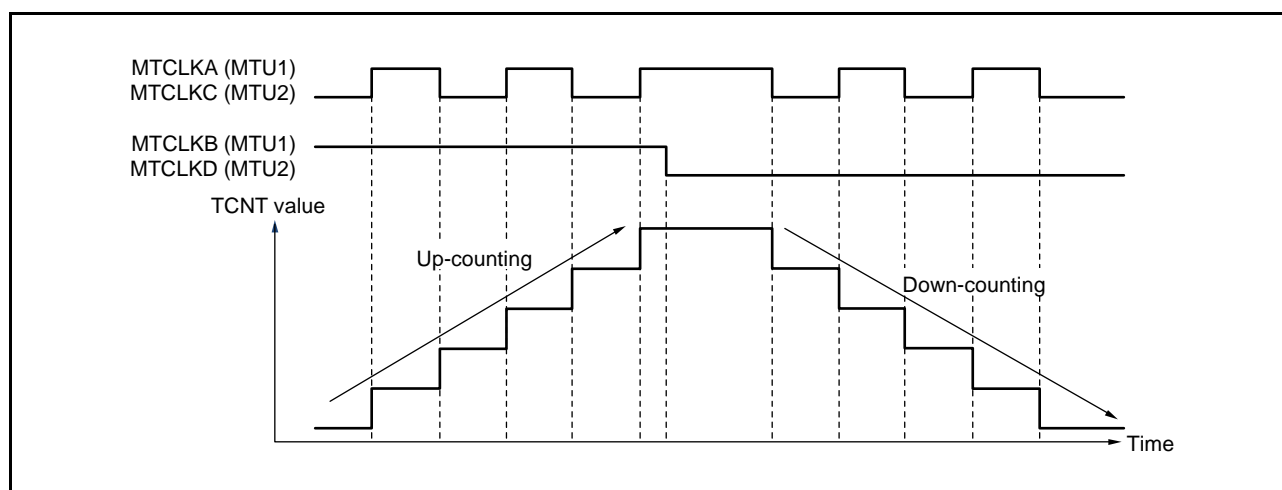 MTCLKA (MTU1)
MTCLKC (MTU2)
MTCLKB (MTU1)
MTCLKD (MTU2)
TCNT value
Up-counting
Down-counting
Time